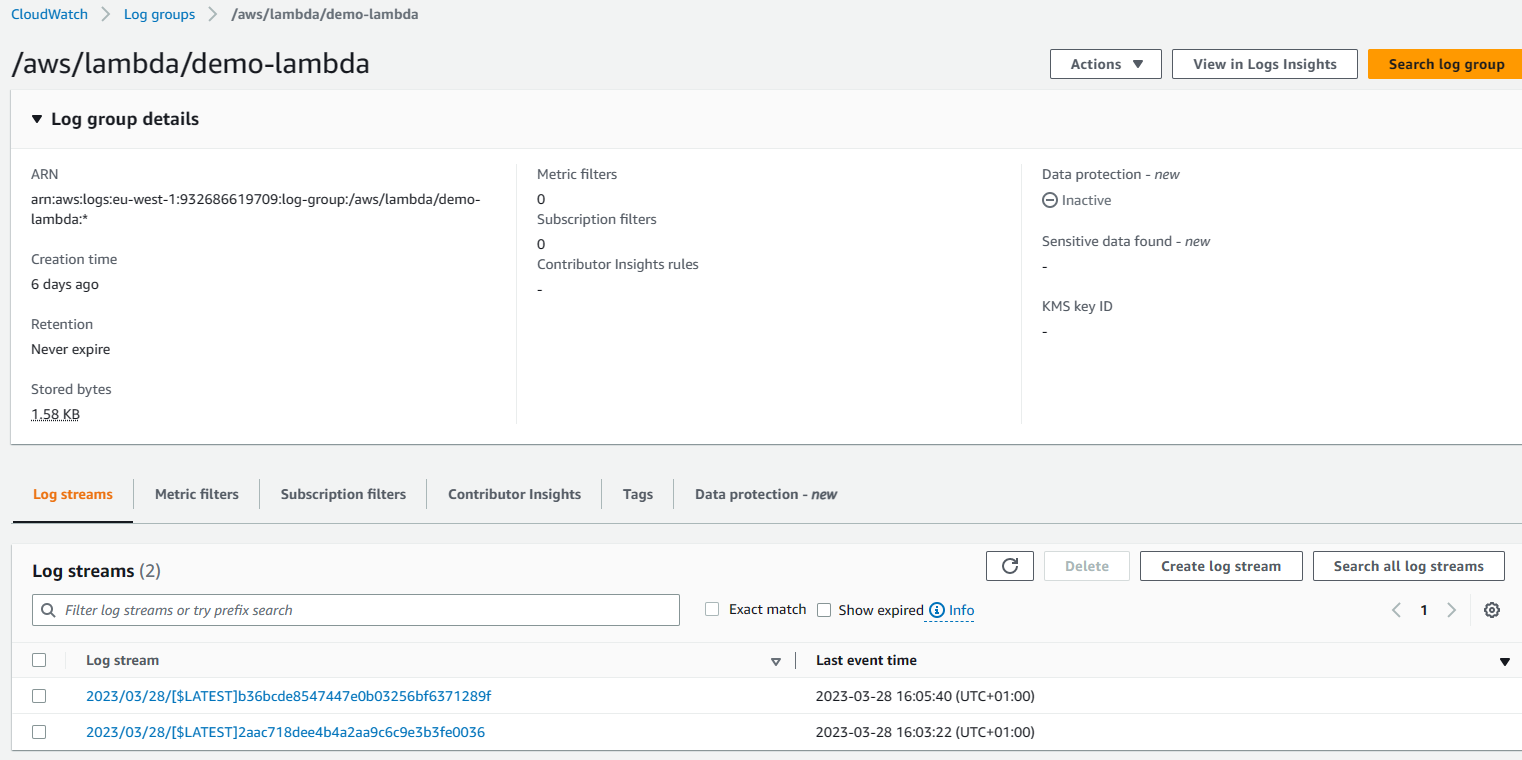 CloudWatch > Log groups > /aws/lambda/demo-lambda
/aws/lambda/demo-lambda
Actions ▼ View in Logs Insights Search log group
▼ Log group details
ARN
arn:aws:logs:eu-west-1:932686619709:log-group:/aws/lambda/demo-
lambda:*
Creation time
6 days ago
Retention
Never expire
Stored bytes
1.58 KB
Metric filters
0
Subscription filters
0
Contributor Insights rules
-
Data protection - new
Inactive
Sensitive data found - new
-
KMS key ID
-
Log streams Metric filters Subscription filters Contributor Insights Tags Data protection - new
Log streams (2)
Delete Create log stream Search all log streams
Filter log streams or try prefix search Exact match Show expired Info 1
Log stream Last event time
2023/03/28/[$LATEST]b36bcde8547447e0b03256bf6371289f 2023-03-28 16:05:40 (UTC+01:00)
2023/03/28/[$LATEST]2aac718dee4b4a2aa9c6c9e3b3fe0036 2023-03-28 16:03:22 (UTC+01:00)